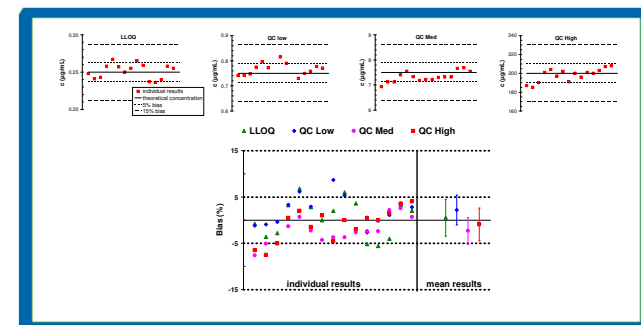 LLOQ
QC low
QC Med
QC High
c (µg/mL)
0.30
0.25
0.20
individual results
theoretical concentration
5% bias
15% bias
c (µg/mL)
0.9
0.8
0.7
0.6
c (µg/mL)
9
8
7
6
5
c (µg/mL)
240
220
200
180
160
LLOQ QC Low QC Med QC High
Bias (%)
15
5
-5
-15
individual results mean results